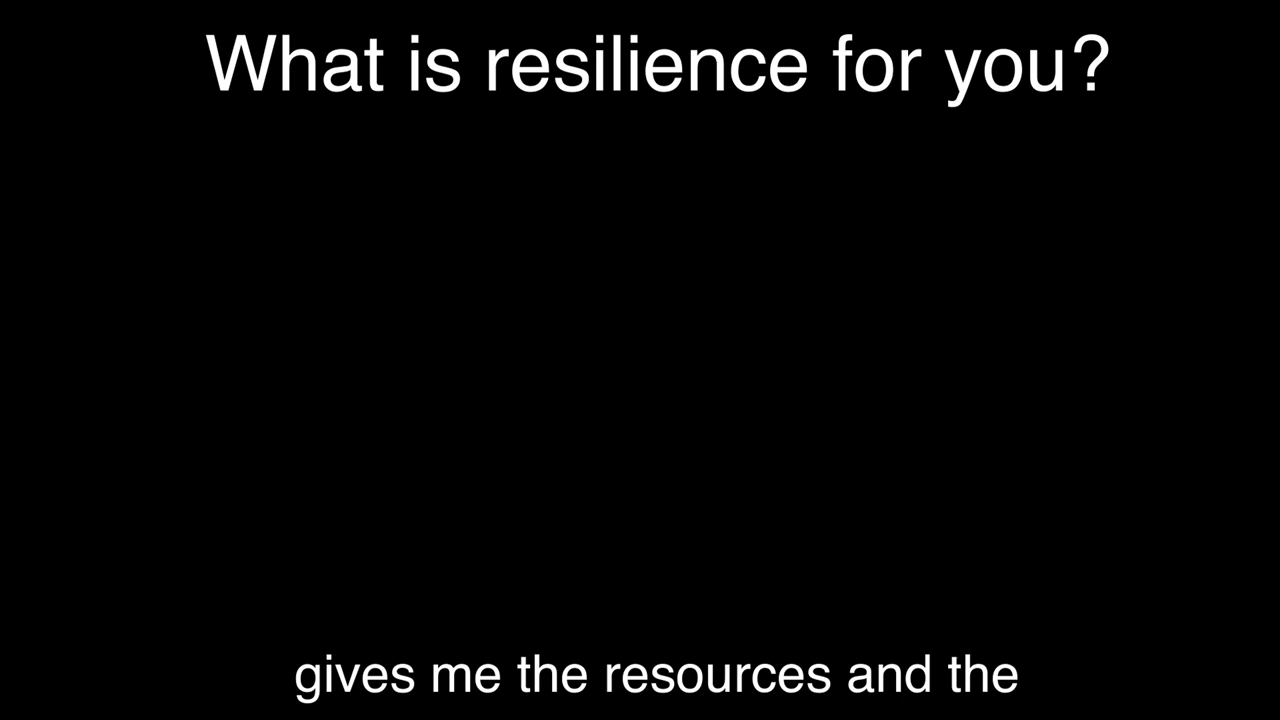 What is resilience for you?
gives me the resources and the